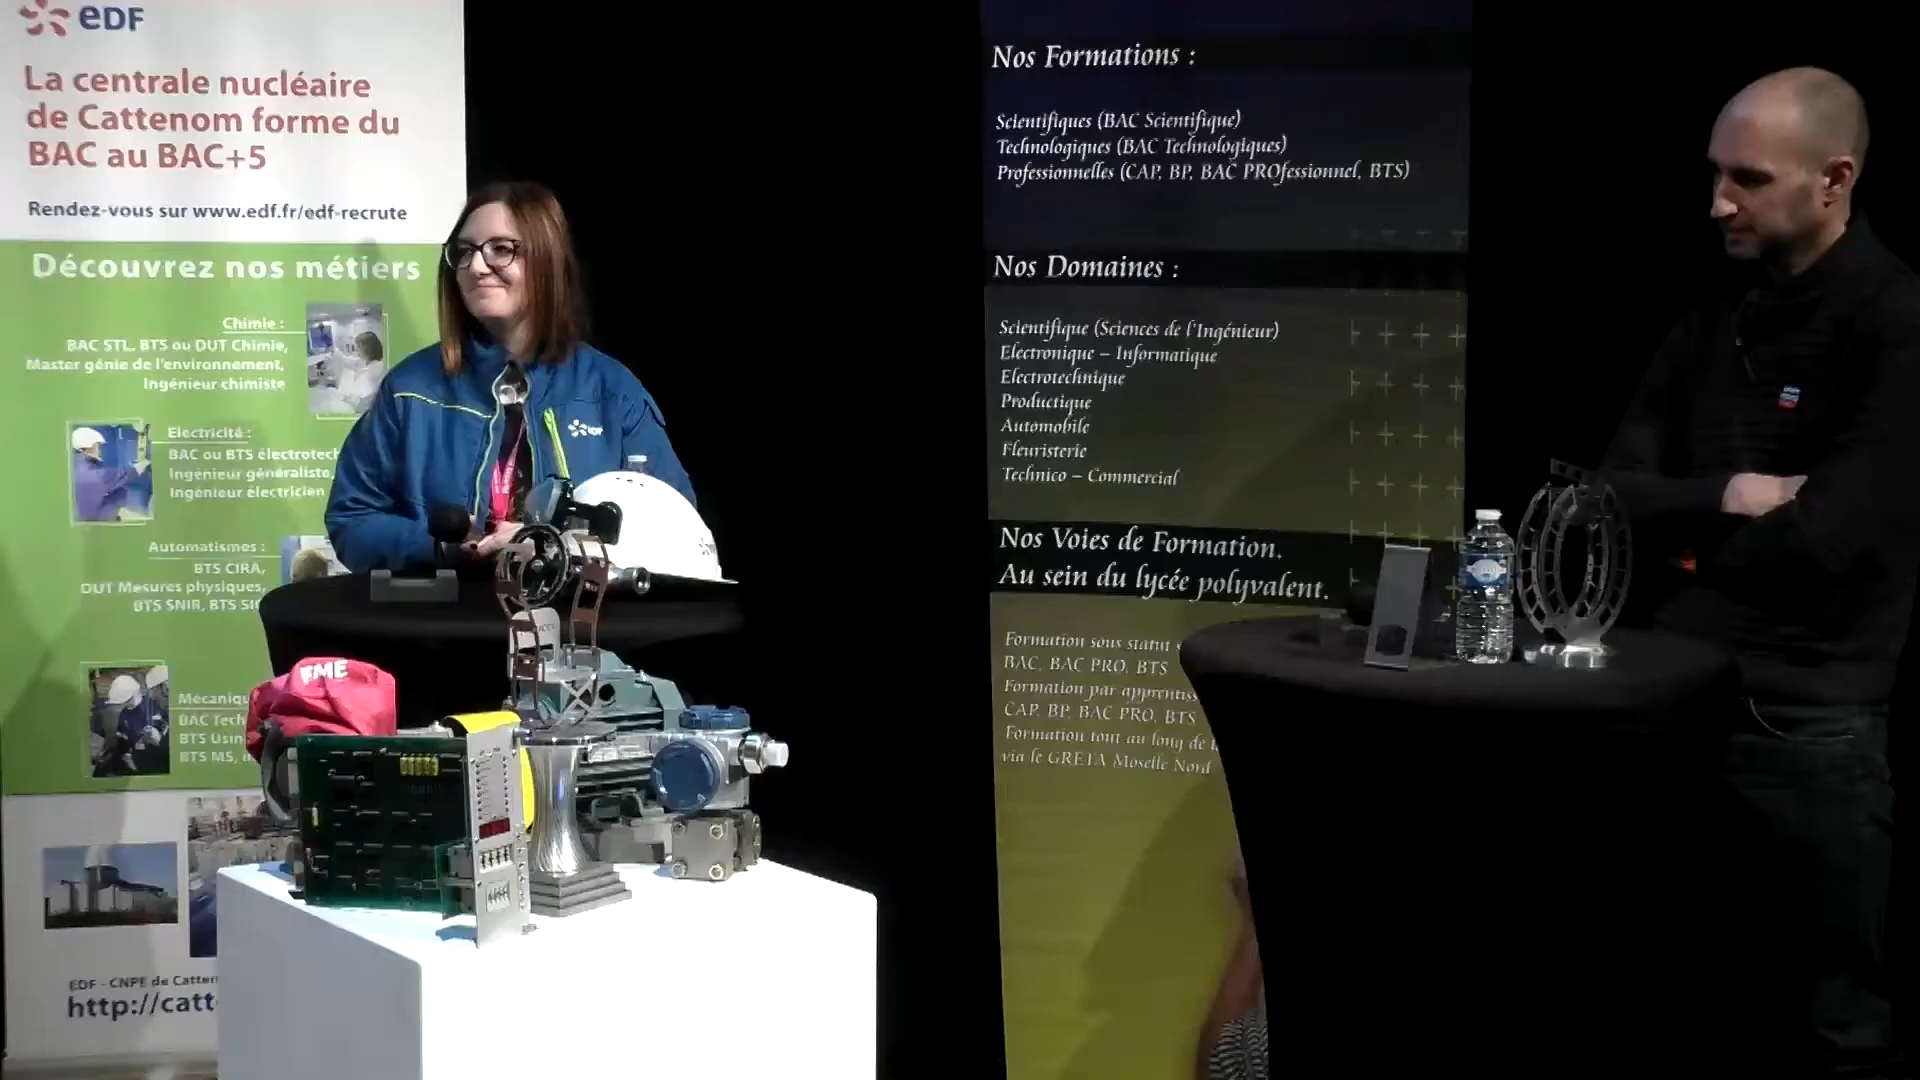 eDF
La centrale nucléaire
de Cattenom forme du
BAC au BAC+5
Rendez-vous sur www.edf.fr/edf-recrute
Découvrez nos métiers
Chimie :
BAC STL, BTS ou DUT Chimie,
Master génie de l'environnement,
Ingénieur chimiste
Electricité :
BAC ou BTS électrotech
Ingénieur généraliste,
Ingénieur électricien
Automatismes :
BTS CIRA,
DUT Mesures physiques,
BTS SNIR, BTS
Mécaniqu
BAC Tech
BTS Usin
BTS MS,
EDF - CNPE de Catten
http://catt
EDF
FME
Nos Formations :
Scientifiques (BAC Scientifique)
Technologiques (BAC Technologiques)
Professionnelles (CAP, BP, BAC PROfessionnel, BTS)
Nos Domaines :
Scientifique (Sciences de l'Ingénieur)
Electronique – Informatique
Electrotechnique
Productique
Automobile
Fleuristerie
Technico – Commercial
Nos Voies de Formation.
Au sein du lycée polyvalent.
Formation sous statut
BAC, BAC PRO, BTS
Formation par apprentiss
CAP, BP, BAC PRO, BTS
Formation tout au long de l
via le GRETA Moselle Nord